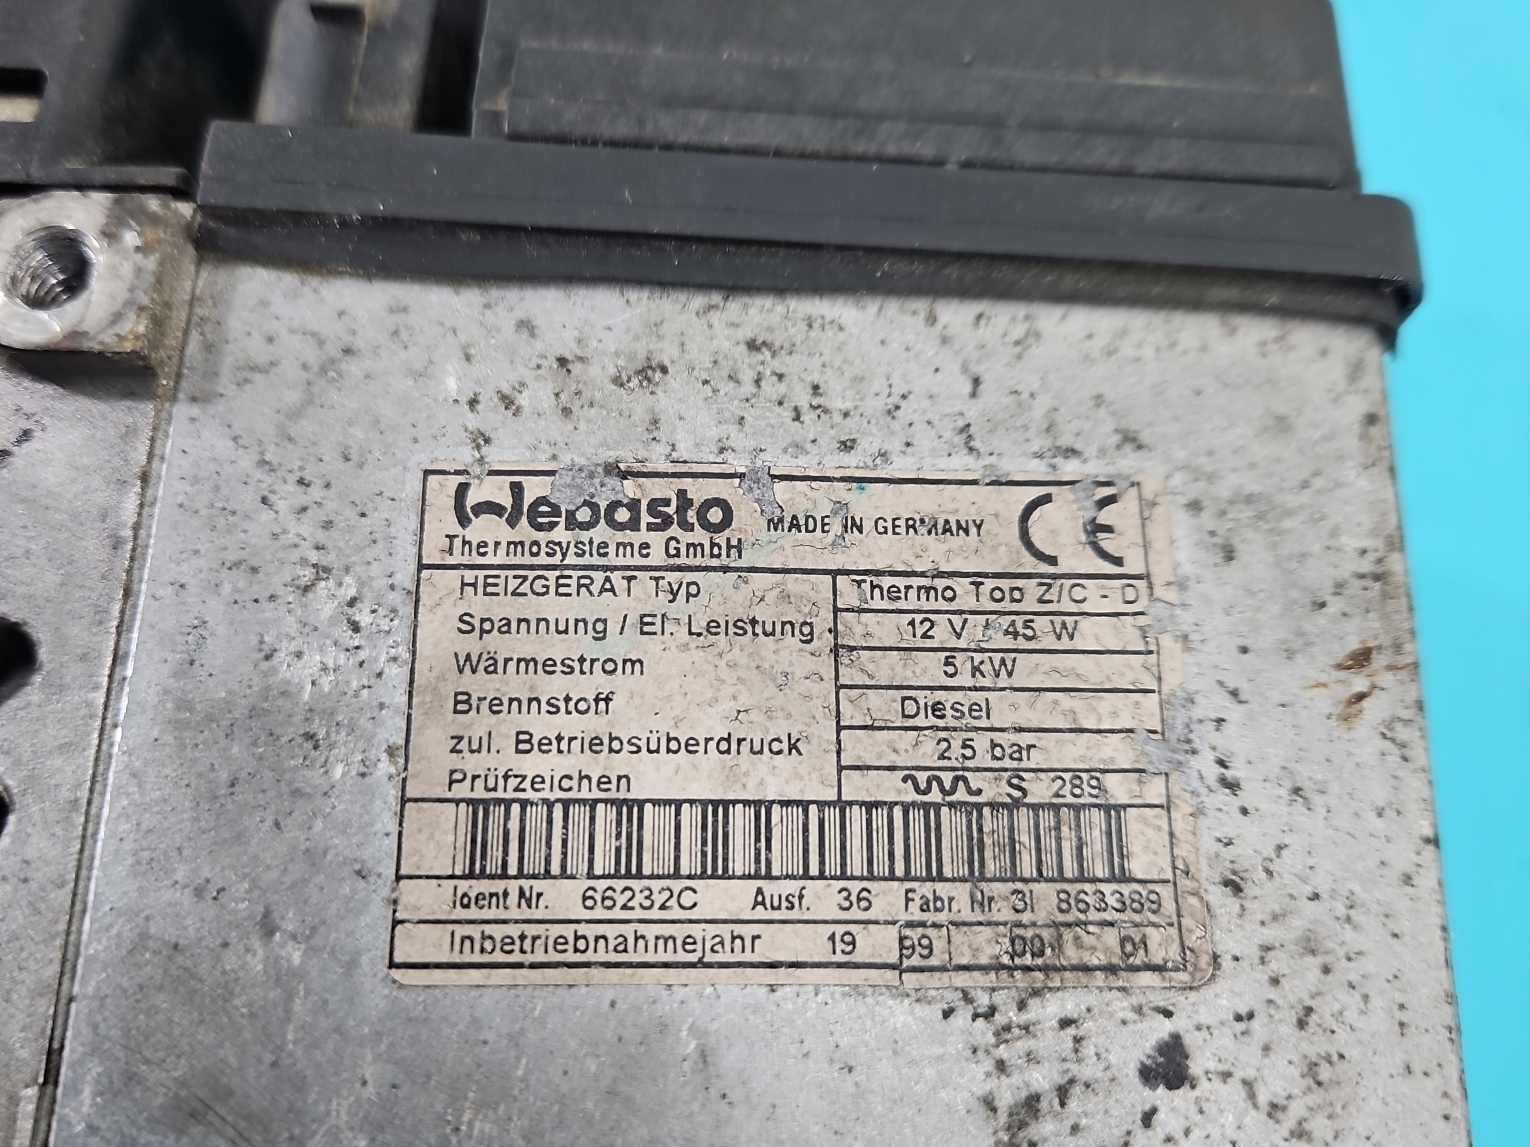 Webasto MADE IN GERMANY CE
Thermosysteme GmbH
HEIZGERÄT Typ Thermo Top Z/C - D
Spannung / El. Leistung 12 V / 45 W
Wärmestrom 5 kW
Brennstoff Diesel
zul. Betriebsüberdruck 2,5 bar
Prüfzeichen S 289
Ident Nr. 66232C Ausf. 36 Fabr. Nr. 31 863389
Inbetriebnahmejahr 19 99 00 01